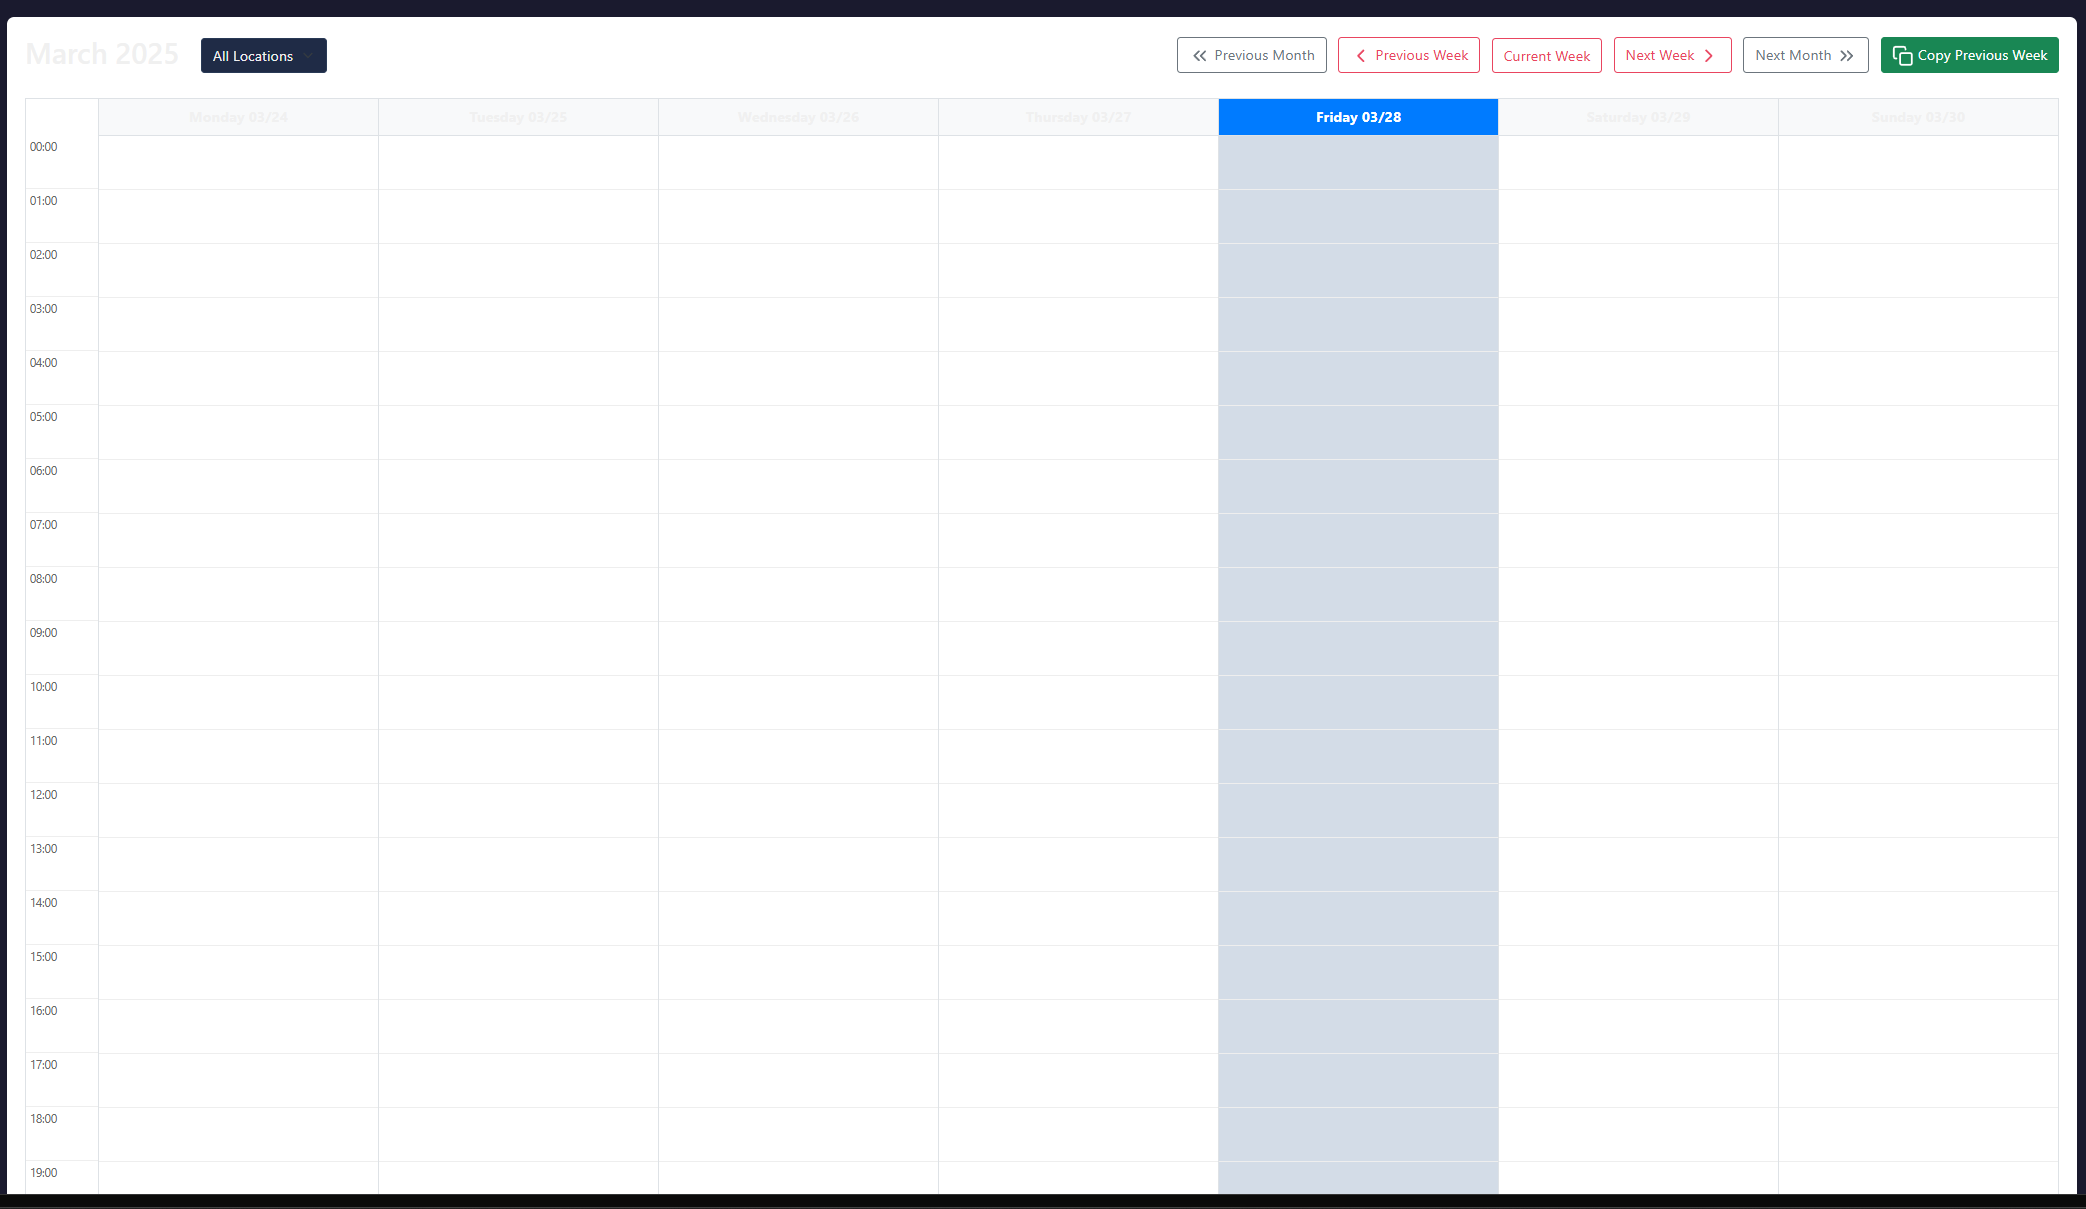 March 2025
All Locations
Previous Month
Previous Week
Current Week
Next Week
Next Month
Copy Previous Week
Monday 03/24
Tuesday 03/25
Wednesday 03/26
Thursday 03/27
Friday 03/28
Saturday 03/29
Sunday 03/30
00:00
01:00
02:00
03:00
04:00
05:00
06:00
07:00
08:00
09:00
10:00
11:00
12:00
13:00
14:00
15:00
16:00
17:00
18:00
19:00